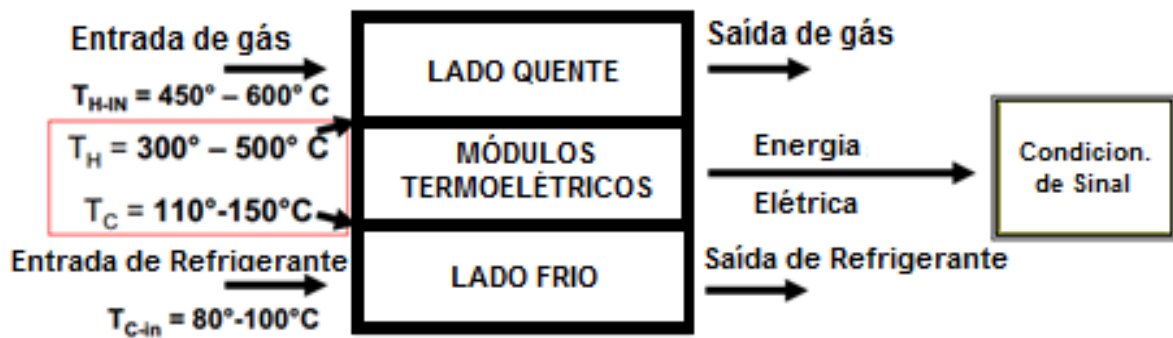 Entrada de gás
T_H-IN = 450° – 600° C
T_H = 300° – 500° C
T_C = 110°-150°C
Entrada de Refrigerante
T_C-in = 80°-100°C
LADO QUENTE
MÓDULOS
TERMOELÉTRICOS
LADO FRIO
Saída de gás
Energia
Elétrica
Saída de Refrigerante
Condicion.
de Sinal